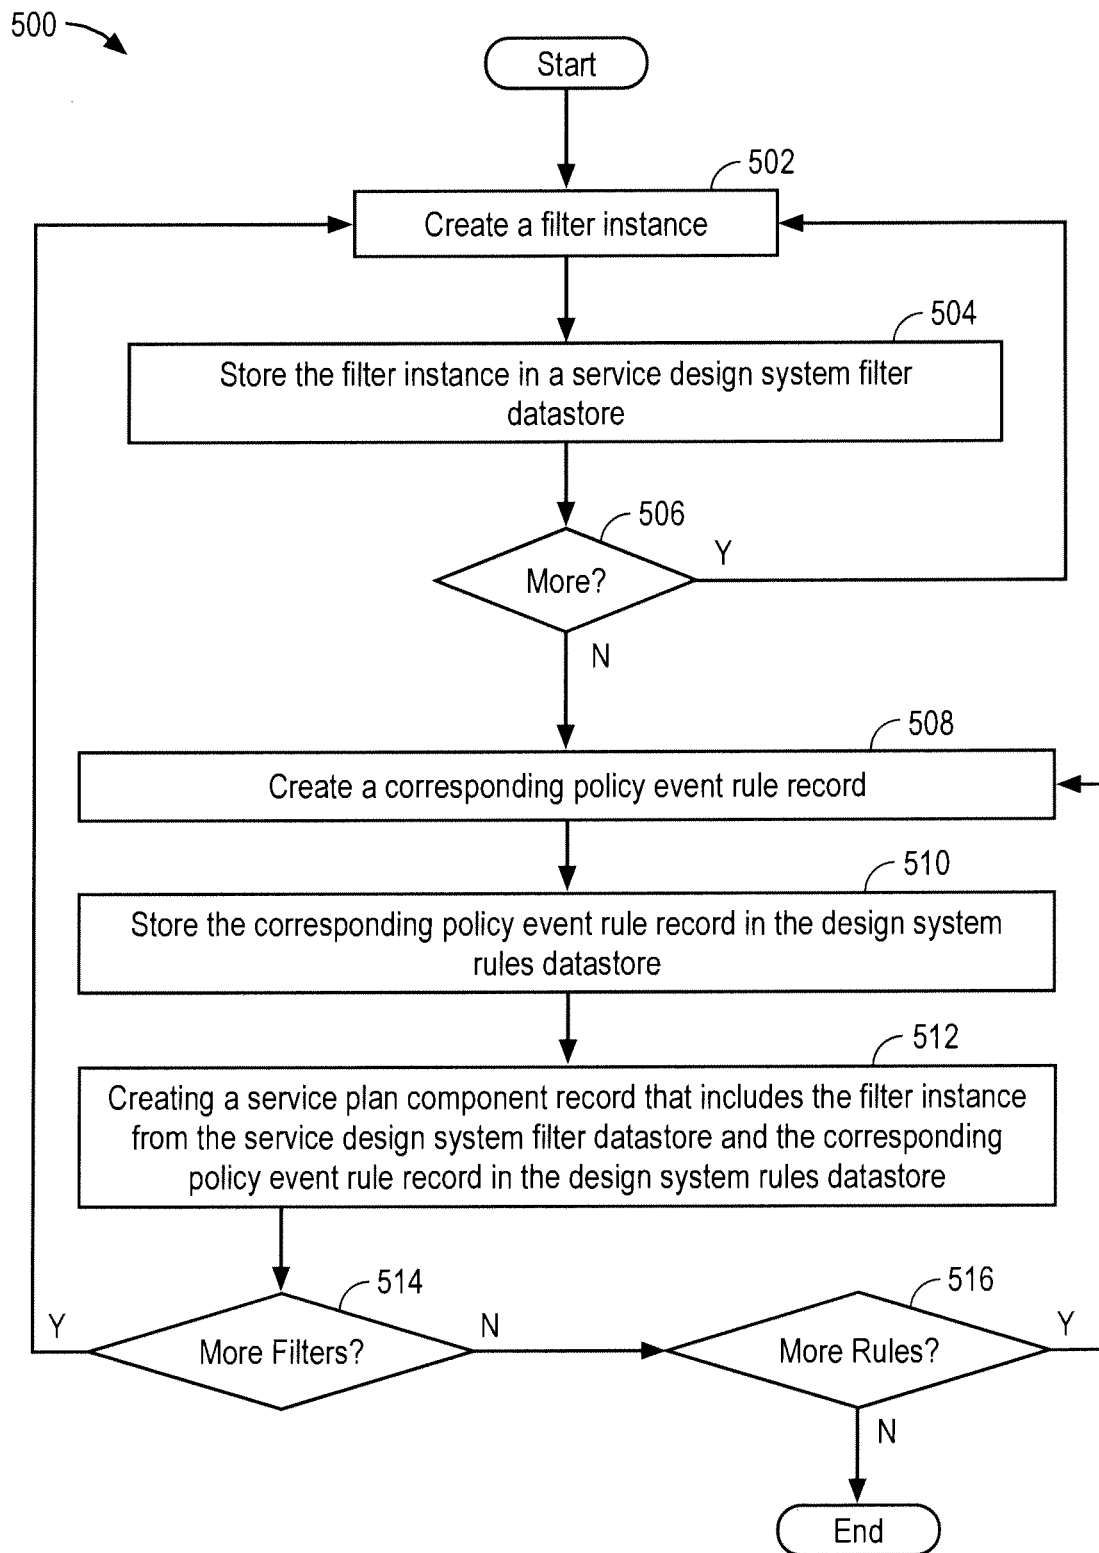 500
Start
502
Create a filter instance
504
Store the filter instance in a service design system filter
datastore
506
More?
Y
N
508
Create a corresponding policy event rule record
510
Store the corresponding policy event rule record in the design system
rules datastore
512
Creating a service plan component record that includes the filter instance
from the service design system filter datastore and the corresponding
policy event rule record in the design system rules datastore
514
516
Y
More Filters?
N
More Rules?
Y
N
End